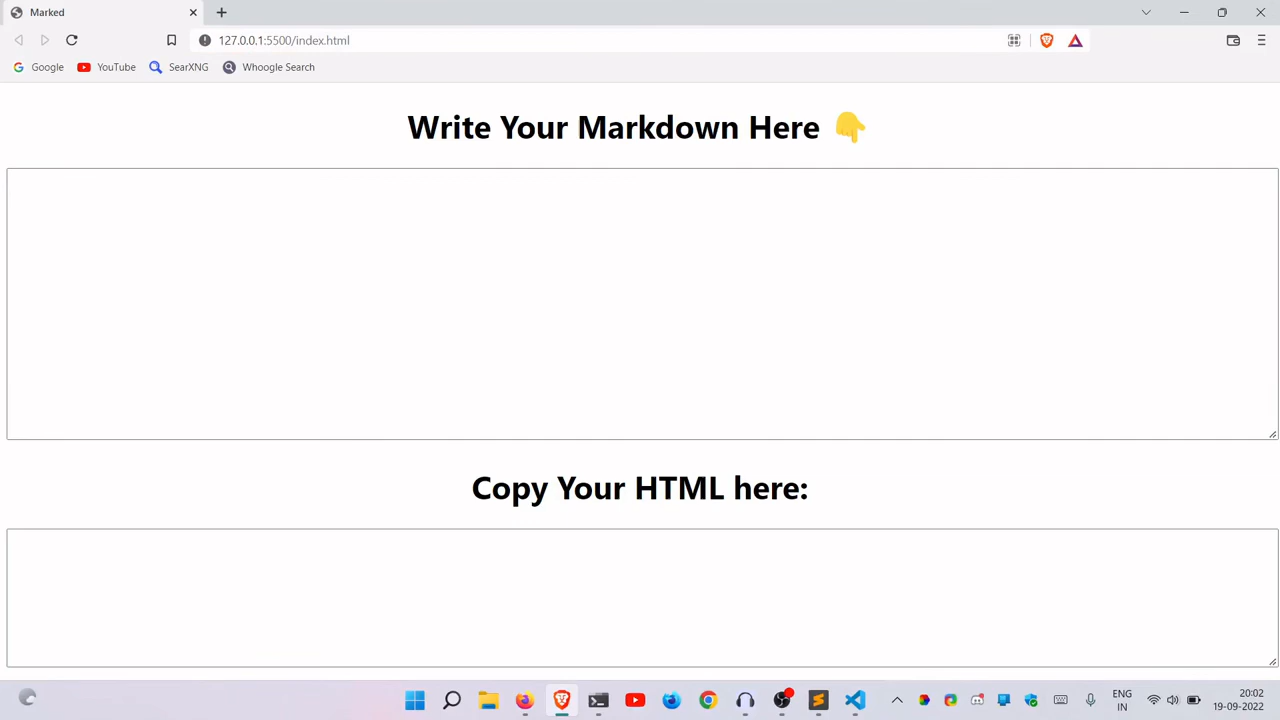 Marked
127.0.0.1:5500/index.html
Google YouTube SearXNG Whoogle Search
Write Your Markdown Here 👇
Copy Your HTML here:
ENG 20:02
IN 19-09-2022